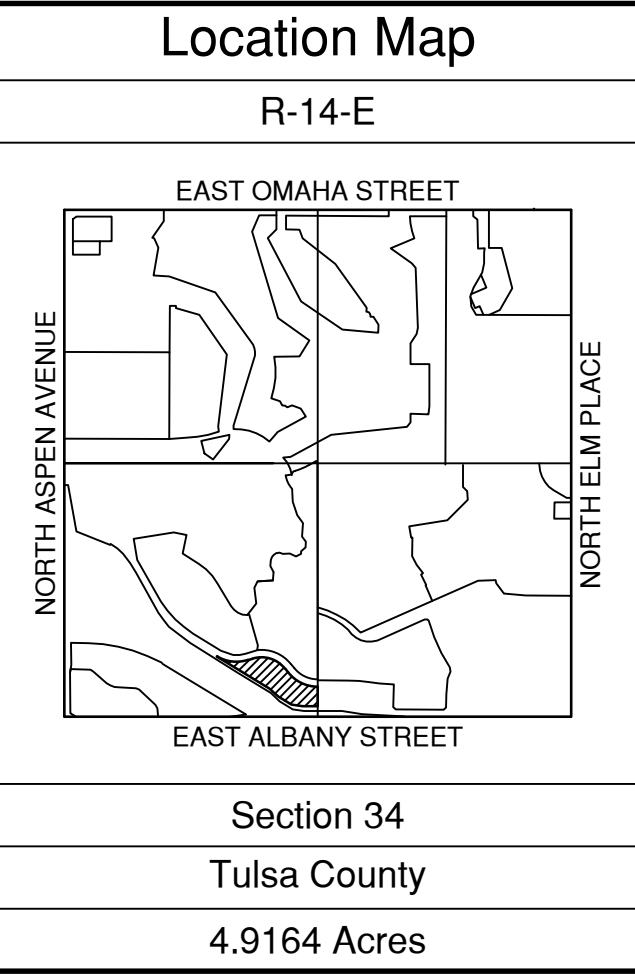 Location Map
R-14-E
EAST OMAHA STREET
NORTH ASPEN AVENUE
NORTH ELM PLACE
EAST ALBANY STREET
Section 34
Tulsa County
4.9164 Acres